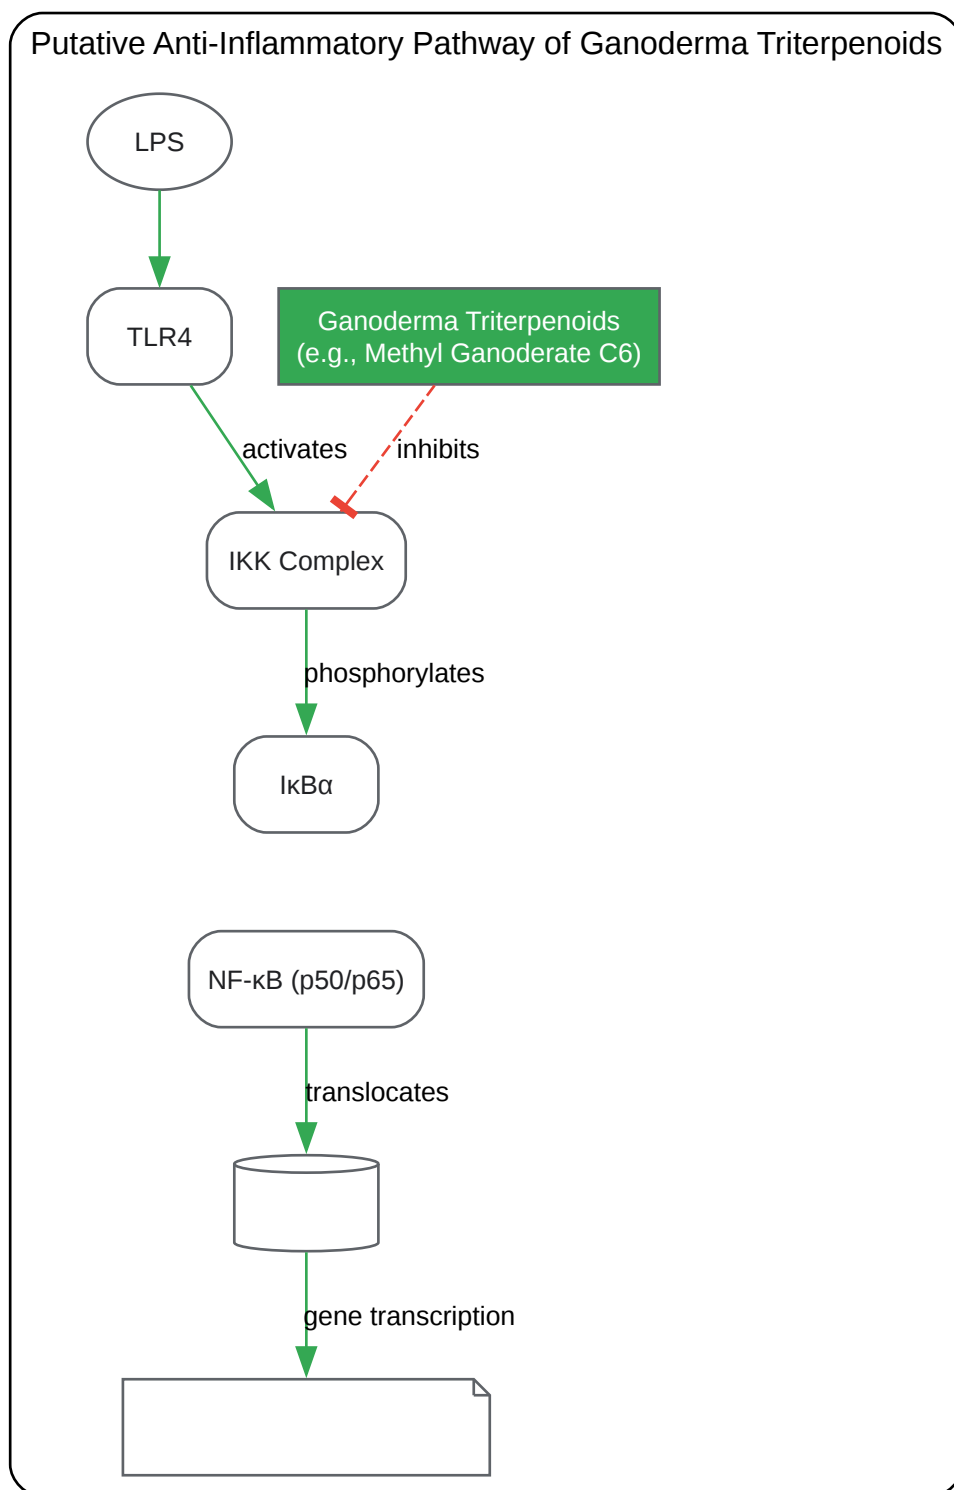 Putative Anti-Inflammatory Pathway of Ganoderma Triterpenoids
LPS
TLR4
Ganoderma Triterpenoids
(e.g., Methyl Ganoderate C6)
activates
inhibits
IKK Complex
phosphorylates
IκBα
NF-κB (p50/p65)
translocates
gene transcription